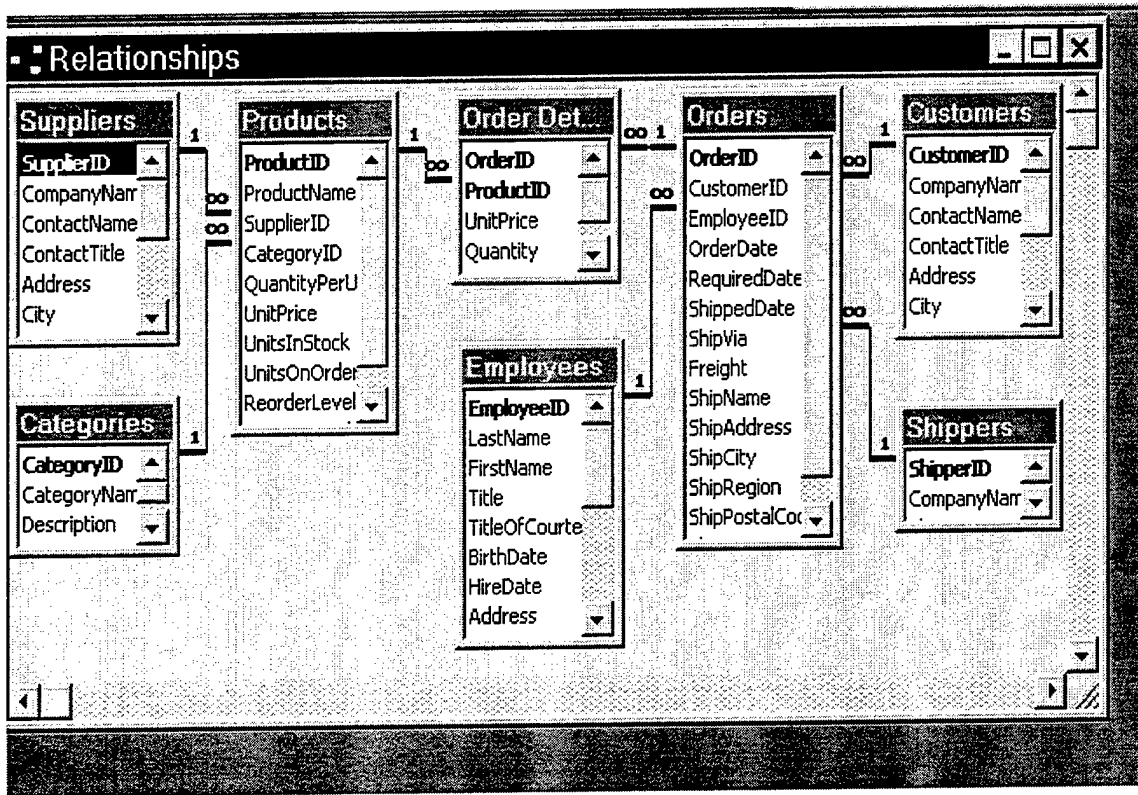 Relationships
Suppliers
SupplierID
CompanyNam
ContactName
ContactTitle
Address
City
Products
ProductID
ProductName
SupplierID
CategoryID
QuantityPerU
UnitPrice
UnitsInStock
UnitsOnOrder
ReorderLevel
Order Det...
OrderID
ProductID
UnitPrice
Quantity
Orders
OrderID
CustomerID
EmployeeID
OrderDate
RequiredDate
ShippedDate
ShipVia
Freight
ShipName
ShipAddress
ShipCity
ShipRegion
ShipPostalCoc
Customers
CustomerID
CompanyNam
ContactName
ContactTitle
Address
City
Categories
CategoryID
CategoryNam
Description
Employees
EmployeeID
LastName
FirstName
Title
TitleOfCourte
BirthDate
HireDate
Address
Shippers
ShipperID
CompanyNam
1
∞
∞
1
1
∞
∞
1
∞
1
∞
1
∞
1